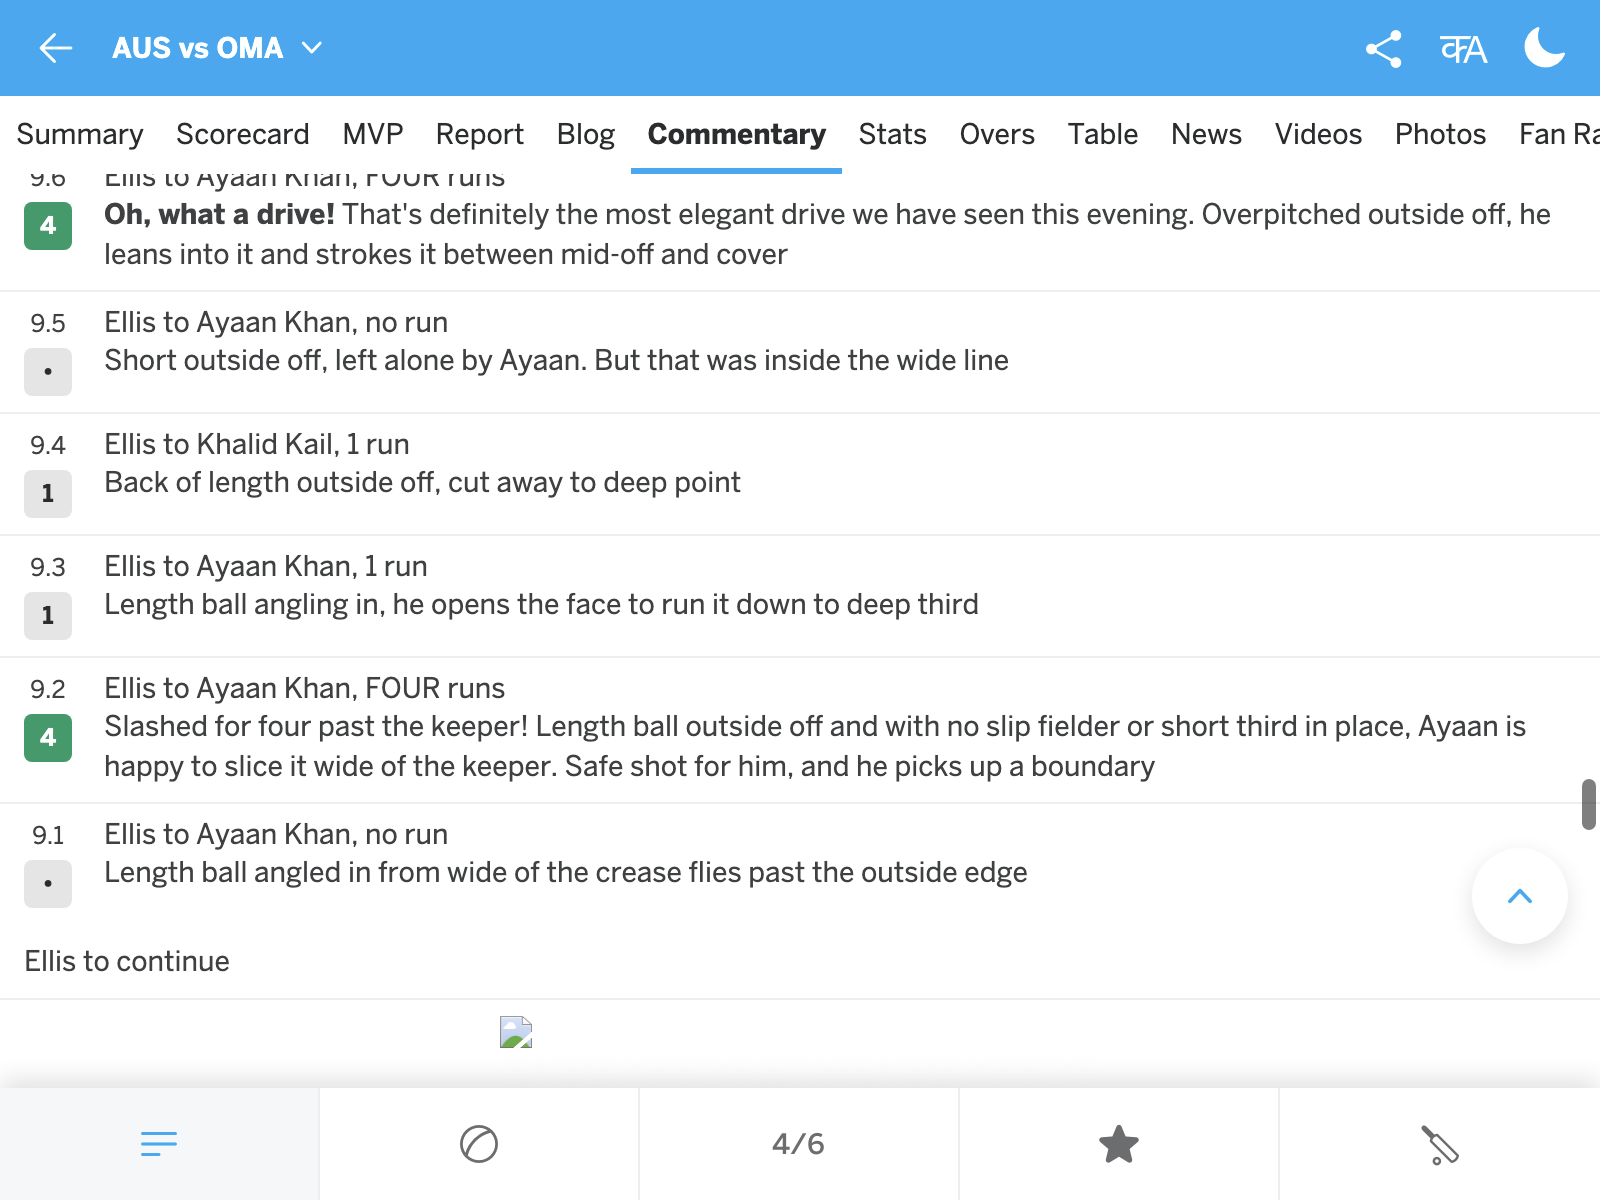 AUS vs OMA
Summary Scorecard MVP Report Blog Commentary Stats Overs Table News Videos Photos Fan Ra
9.6 Ellis to Ayaan Khan, FOUR runs
4 Oh, what a drive! That's definitely the most elegant drive we have seen this evening. Overpitched outside off, he
leans into it and strokes it between mid-off and cover
9.5 Ellis to Ayaan Khan, no run
• Short outside off, left alone by Ayaan. But that was inside the wide line
9.4 Ellis to Khalid Kail, 1 run
1 Back of length outside off, cut away to deep point
9.3 Ellis to Ayaan Khan, 1 run
1 Length ball angling in, he opens the face to run it down to deep third
9.2 Ellis to Ayaan Khan, FOUR runs
4 Slashed for four past the keeper! Length ball outside off and with no slip fielder or short third in place, Ayaan is
happy to slice it wide of the keeper. Safe shot for him, and he picks up a boundary
9.1 Ellis to Ayaan Khan, no run
• Length ball angled in from wide of the crease flies past the outside edge
Ellis to continue
4/6